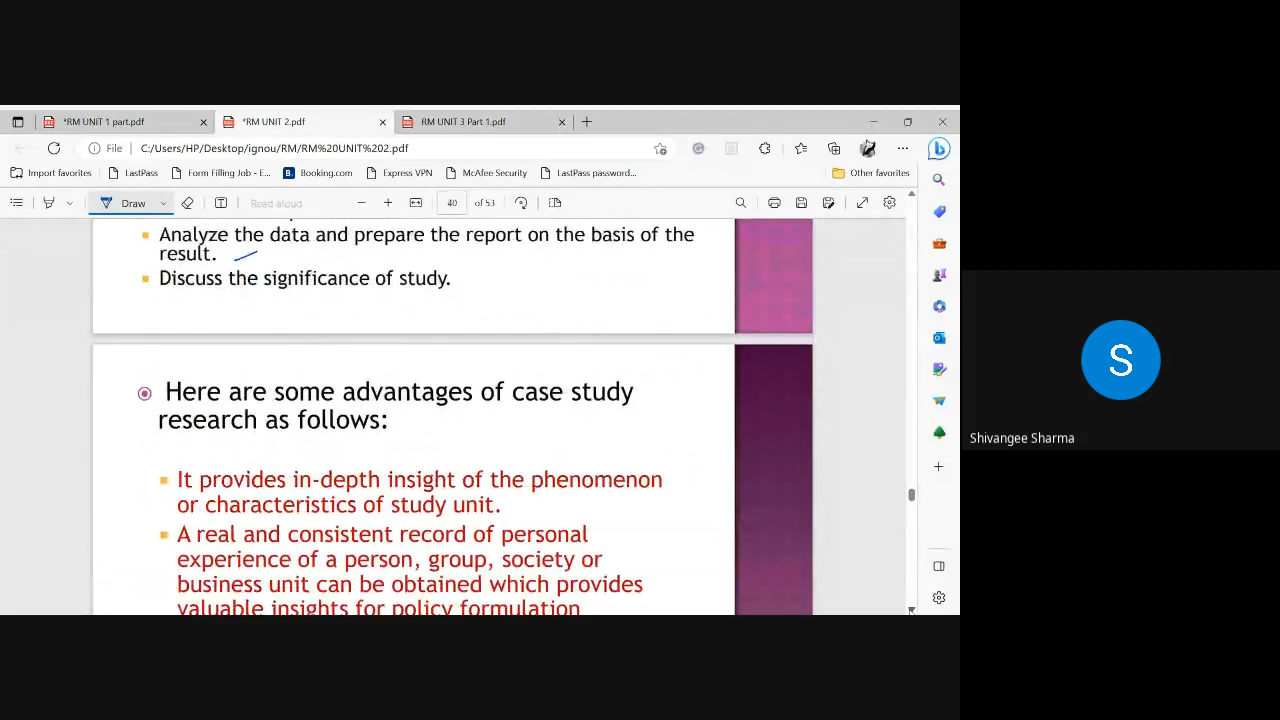 *RM UNIT 1 part.pdf
*RM UNIT 2.pdf
RM UNIT 3 Part 1.pdf
File
C:/Users/HP/Desktop/ignou/RM/RM%20UNIT%202.pdf
Import favorites
LastPass
Form Filling Job - E...
B.
Booking.com
Express VPN
McAfee Security
LastPass password...
Other favorites
Draw
Read aloud
40
of 53
Analyze the data and prepare the report on the basis of the
result.
Discuss the significance of study.
Here are some advantages of case study
research as follows:
It provides in-depth insight of the phenomenon
or characteristics of study unit.
A real and consistent record of personal
experience of a person, group, society or
business unit can be obtained which provides
valuable insights for policy formulation
S
Shivangee Sharma